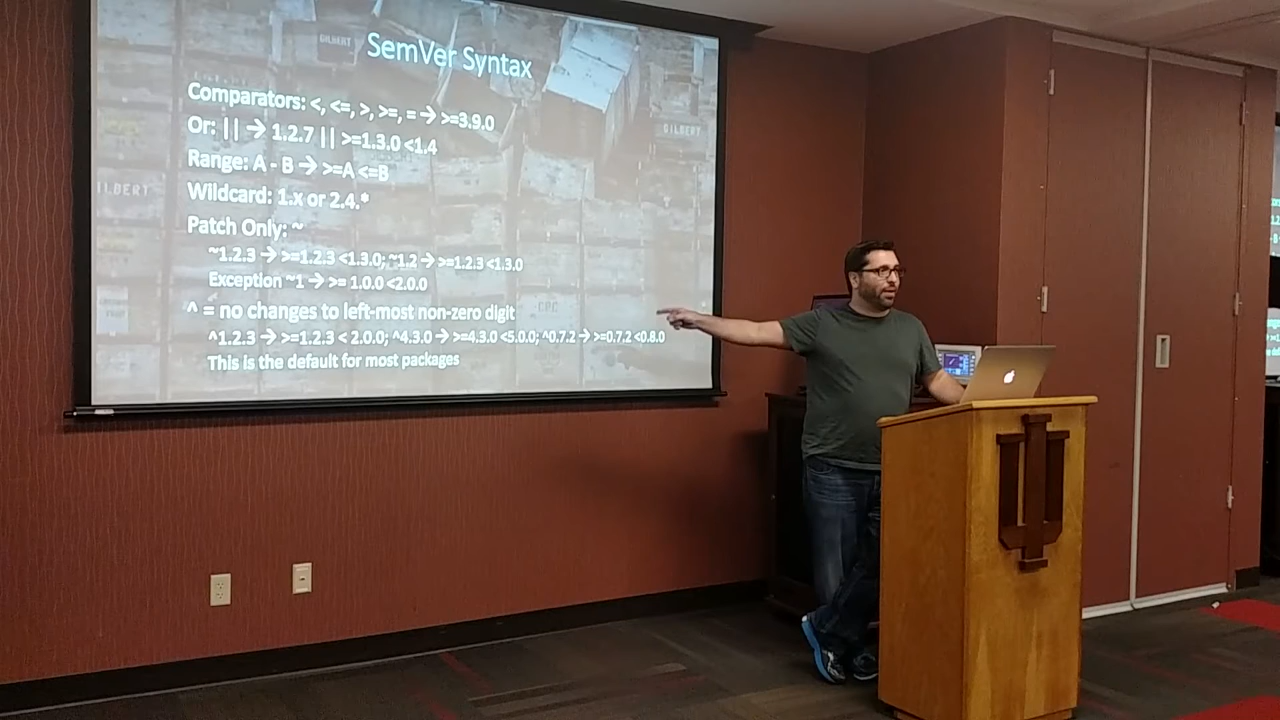 SemVer Syntax
Comparators: <, <=, >, >=, = → >=3.9.0
Or: || → 1.2.7 || >=1.3.0 <1.4
Range: A - B → >=A <=B
Wildcard: 1.x or 2.4.*
Patch Only: ~
~1.2.3 → >=1.2.3 <1.3.0; ~1.2 → >=1.2.3 <1.3.0
Exception ~1 → >= 1.0.0 <2.0.0
^ = no changes to left-most non-zero digit
^1.2.3 → >=1.2.3 < 2.0.0; ^4.3.0 → >=4.3.0 <5.0.0; ^0.7.2 → >=0.7.2 <0.8.0
This is the default for most packages
GILBERT
GILBERT
ILBERT
CPC